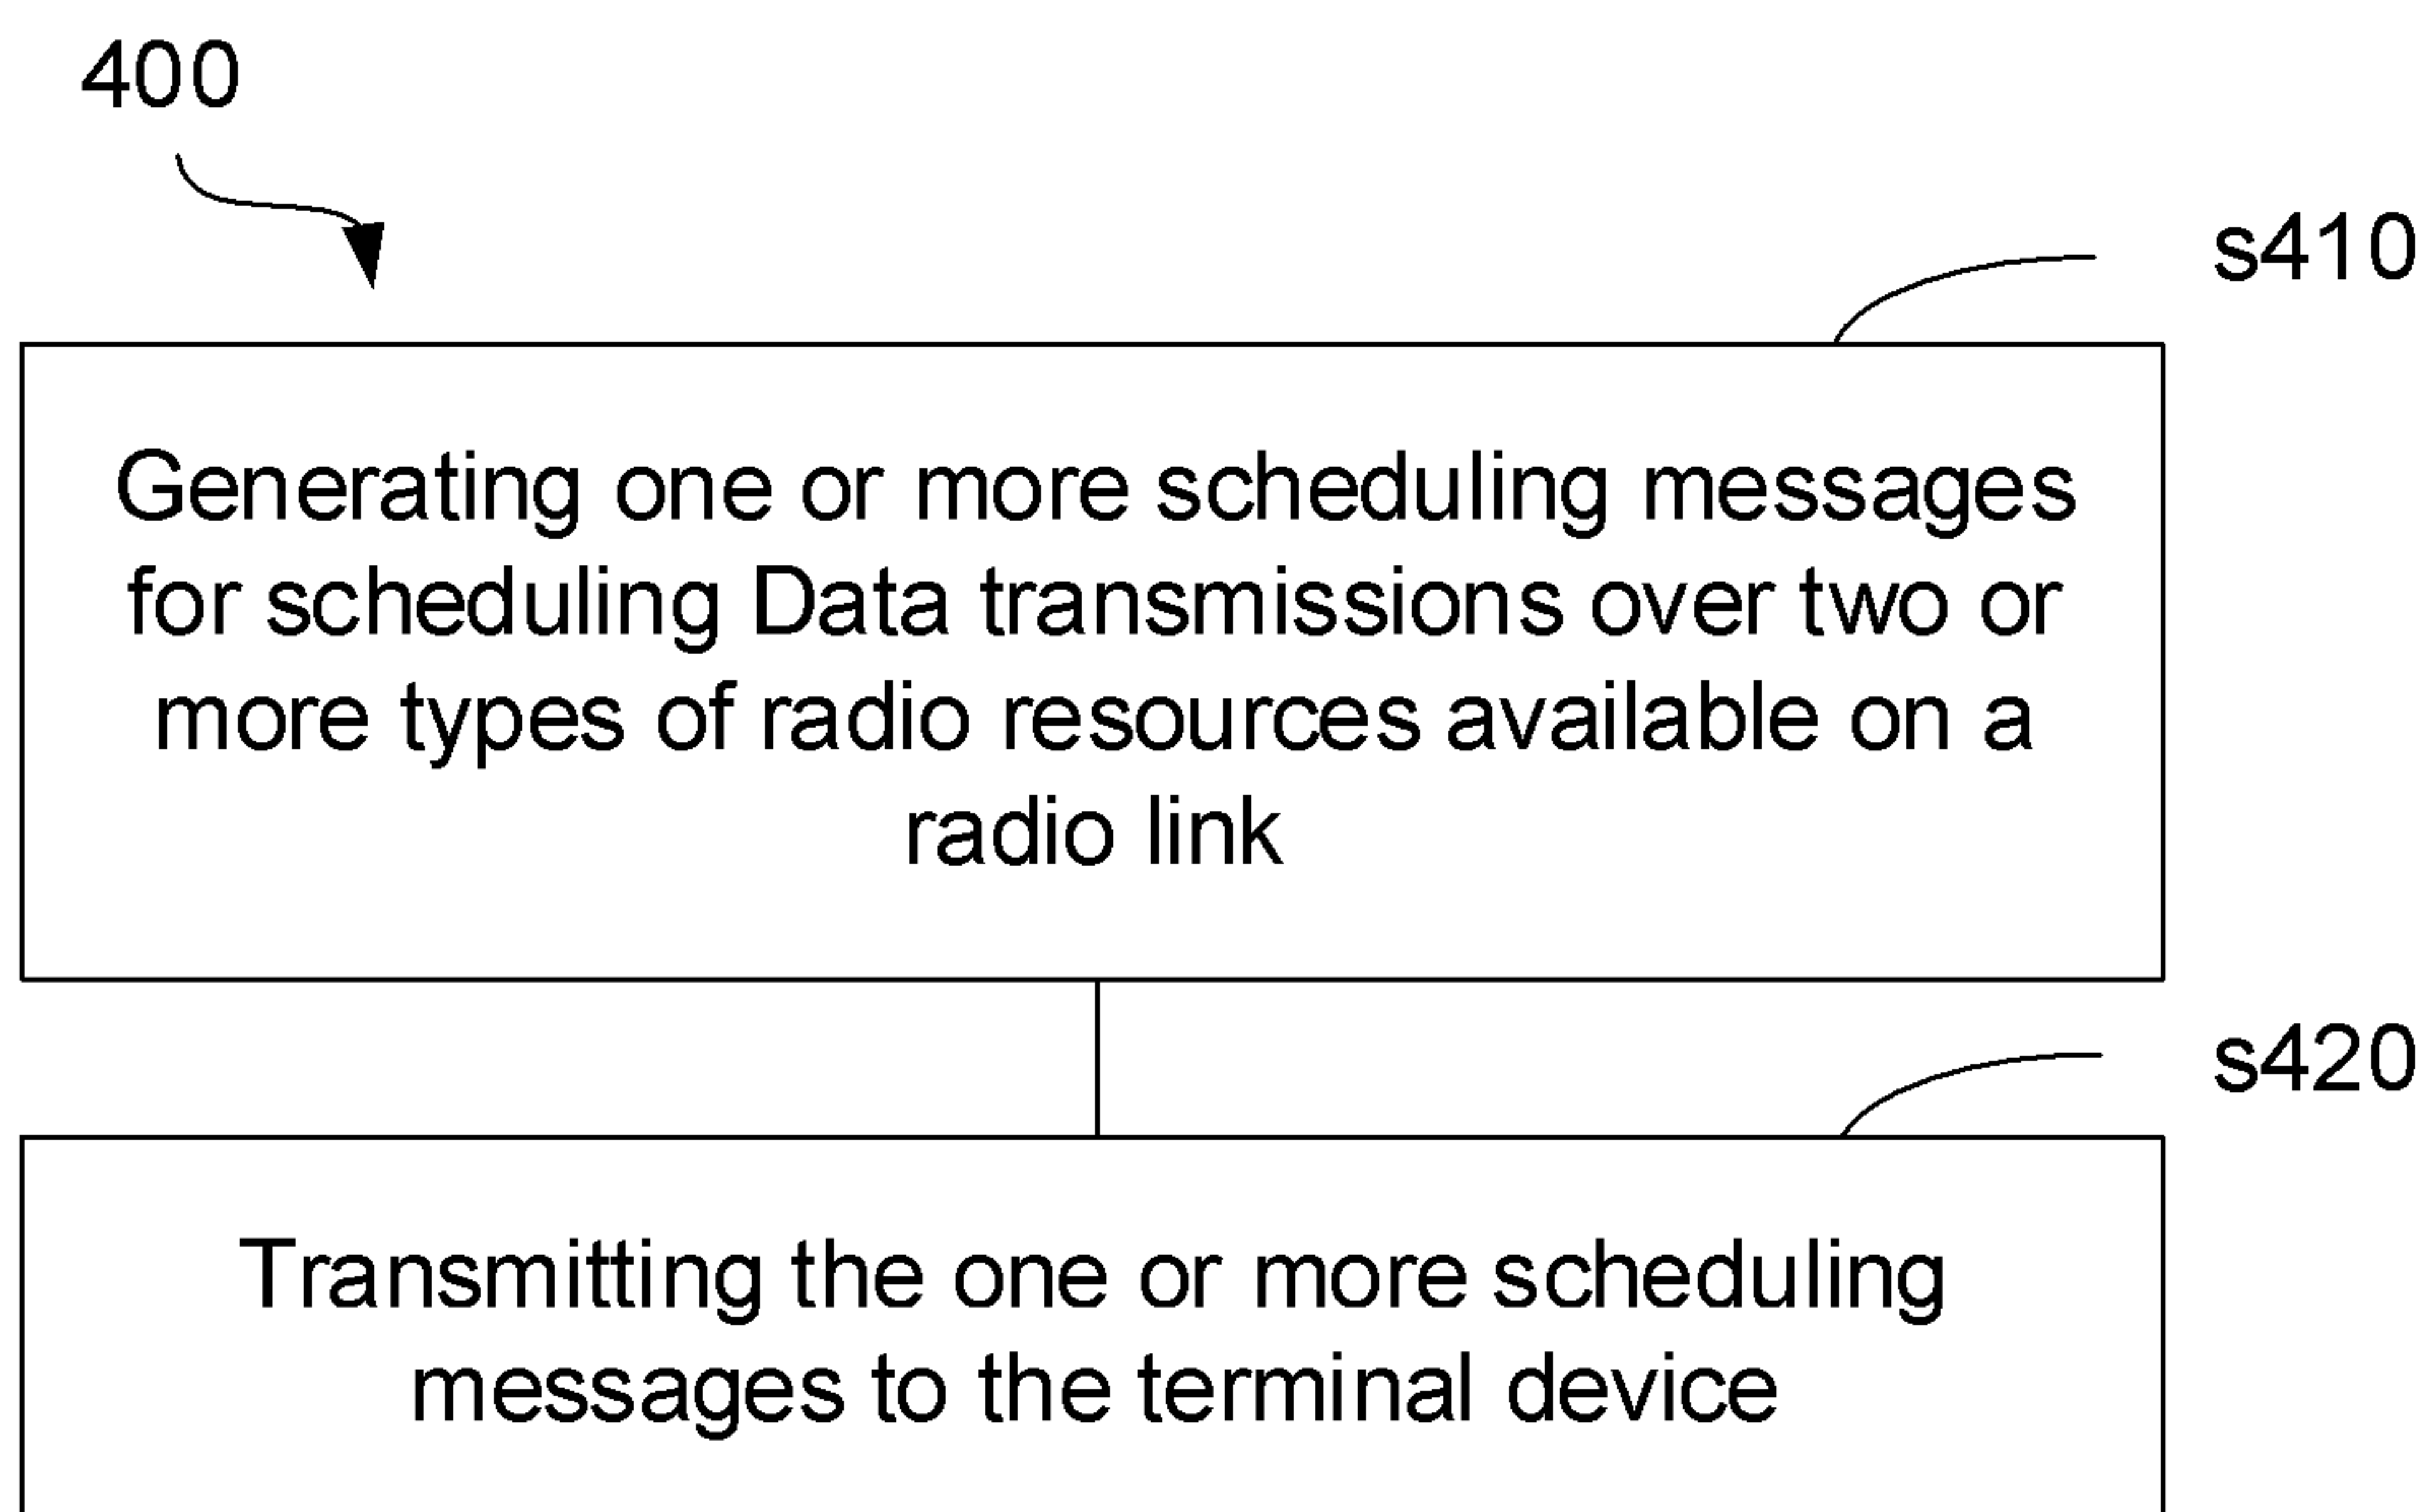 400
s410
Generating one or more scheduling messages
for scheduling Data transmissions over two or
more types of radio resources available on a
radio link
s420
Transmitting the one or more scheduling
messages to the terminal device